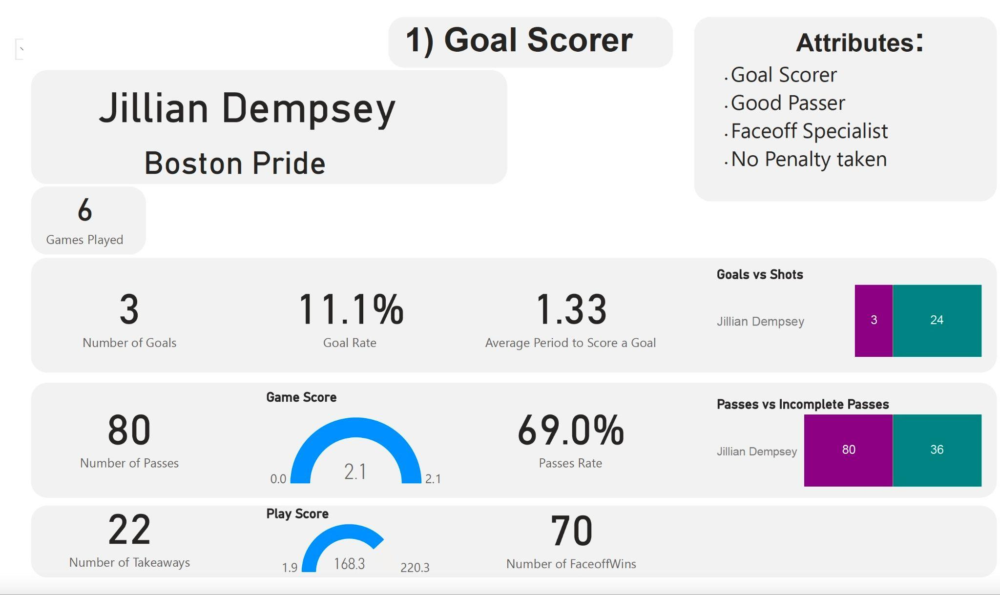 1) Goal Scorer
Attributes:
.Goal Scorer
.Good Passer
.Faceoff Specialist
.No Penalty taken
Jillian Dempsey
Boston Pride
6
Games Played
3
Number of Goals
11.1%
Goal Rate
1.33
Average Period to Score a Goal
Goals vs Shots
Jillian Dempsey
3
24
80
Number of Passes
Game Score
2.1
0.0
2.1
69.0%
Passes Rate
Passes vs Incomplete Passes
Jillian Dempsey
80
36
22
Number of Takeaways
Play Score
168.3
1.9
220.3
70
Number of FaceoffWins